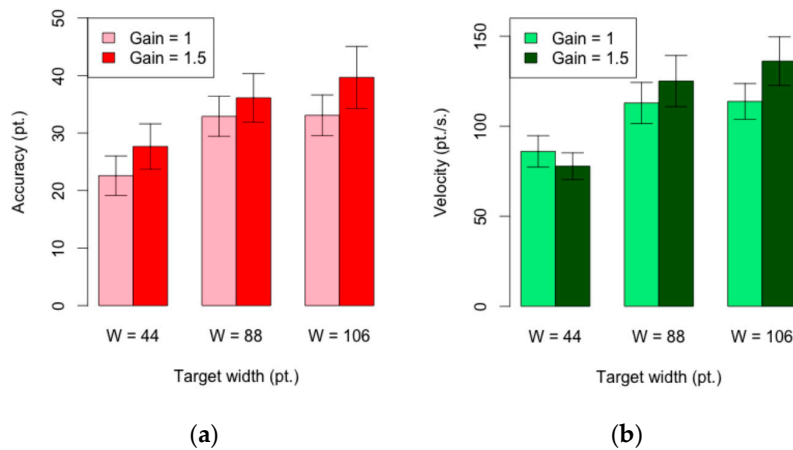 Gain = 1
Gain = 1.5
Accuracy (pt.)
50
40
30
20
10
0
W = 44 W = 88 W = 106
Target width (pt.)
(a)
Gain = 1
Gain = 1.5
Velocity (pt./s.)
150
100
50
0
W = 44 W = 88 W = 106
Target width (pt.)
(b)